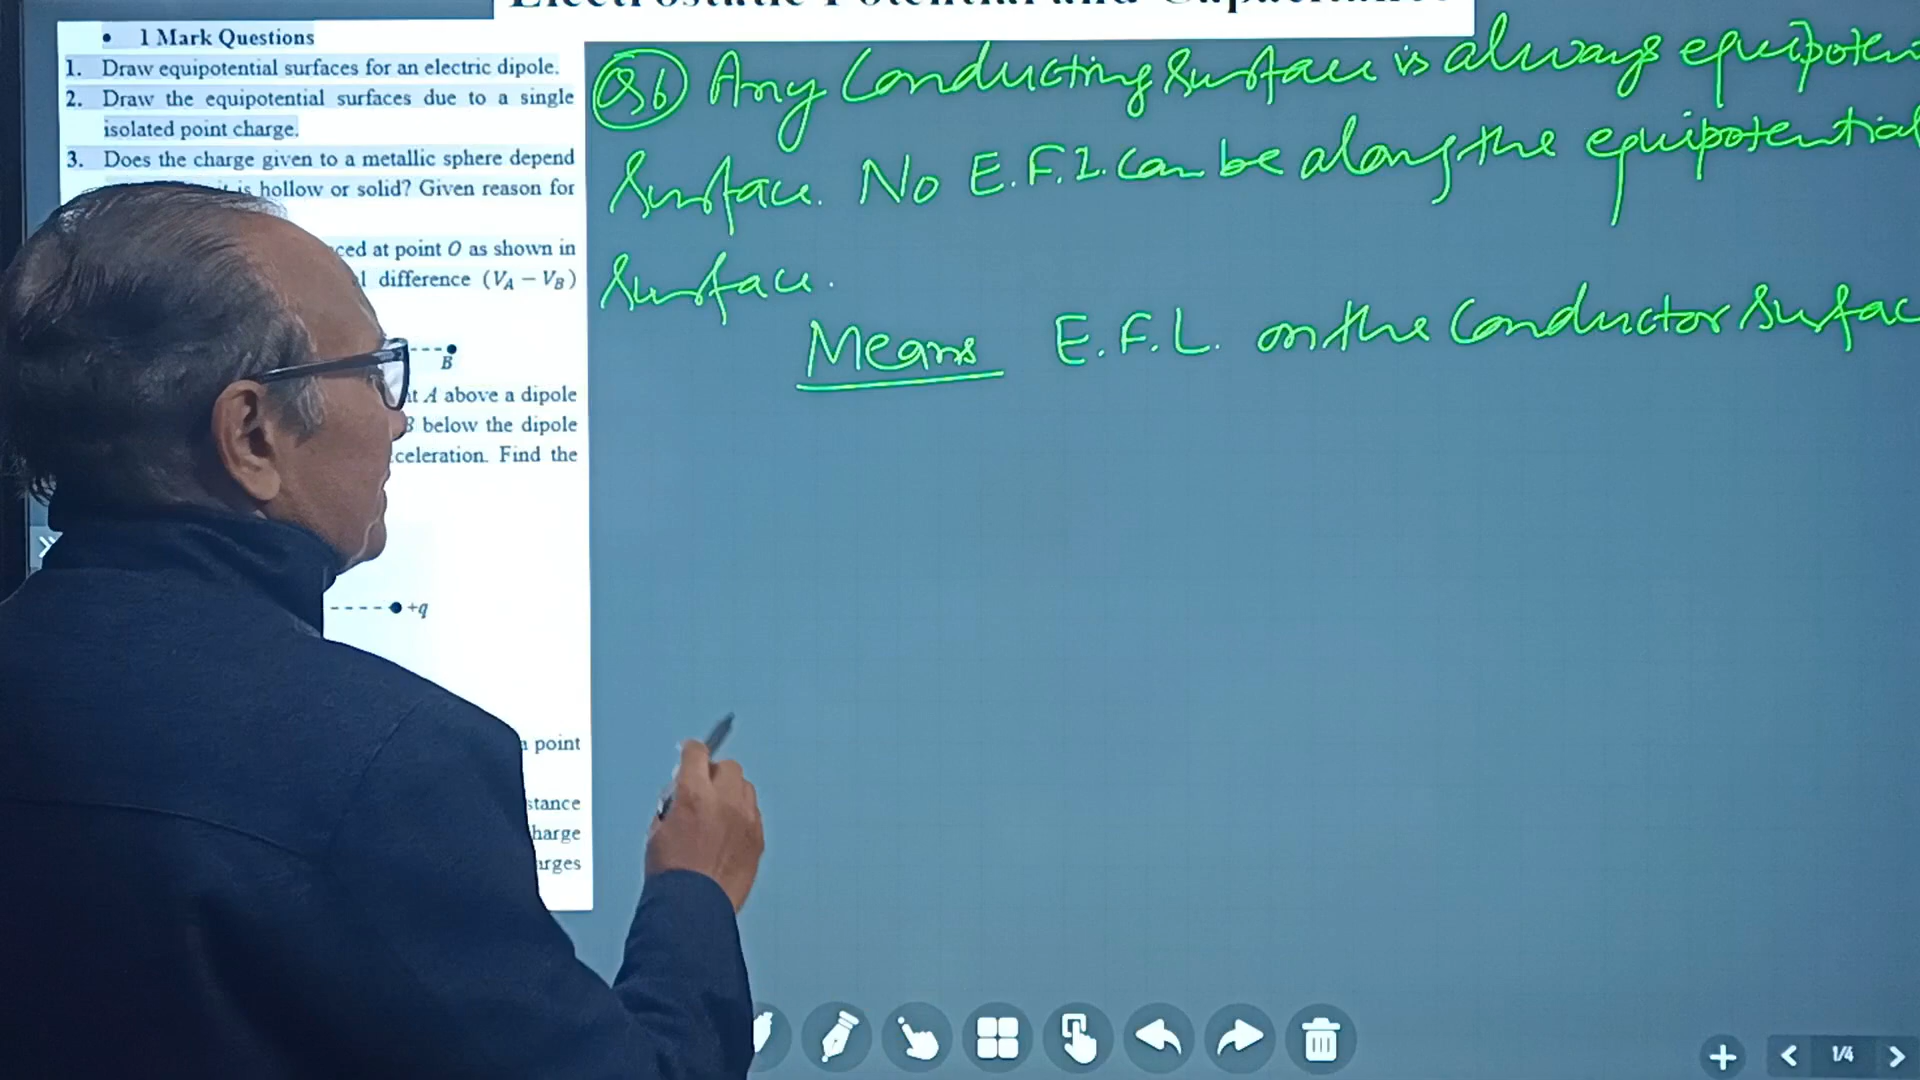 Electrostatic Potential and Capacitance
• 1 Mark Questions
1. Draw equipotential surfaces for an electric dipole.
2. Draw the equipotential surfaces due to a single
isolated point charge.
3. Does the charge given to a metallic sphere depend
is hollow or solid? Given reason for
ced at point O as shown in
difference (VA – VB)
B
A above a dipole
below the dipole
celeration. Find the
+q
point
stance
harge
arges
Q6 Any Conducting Surface is always equipoten
Surface. No E.F.L. can be along the equipotential
Surface.
Means E.F.L. on the Conductor Surfac
1/4